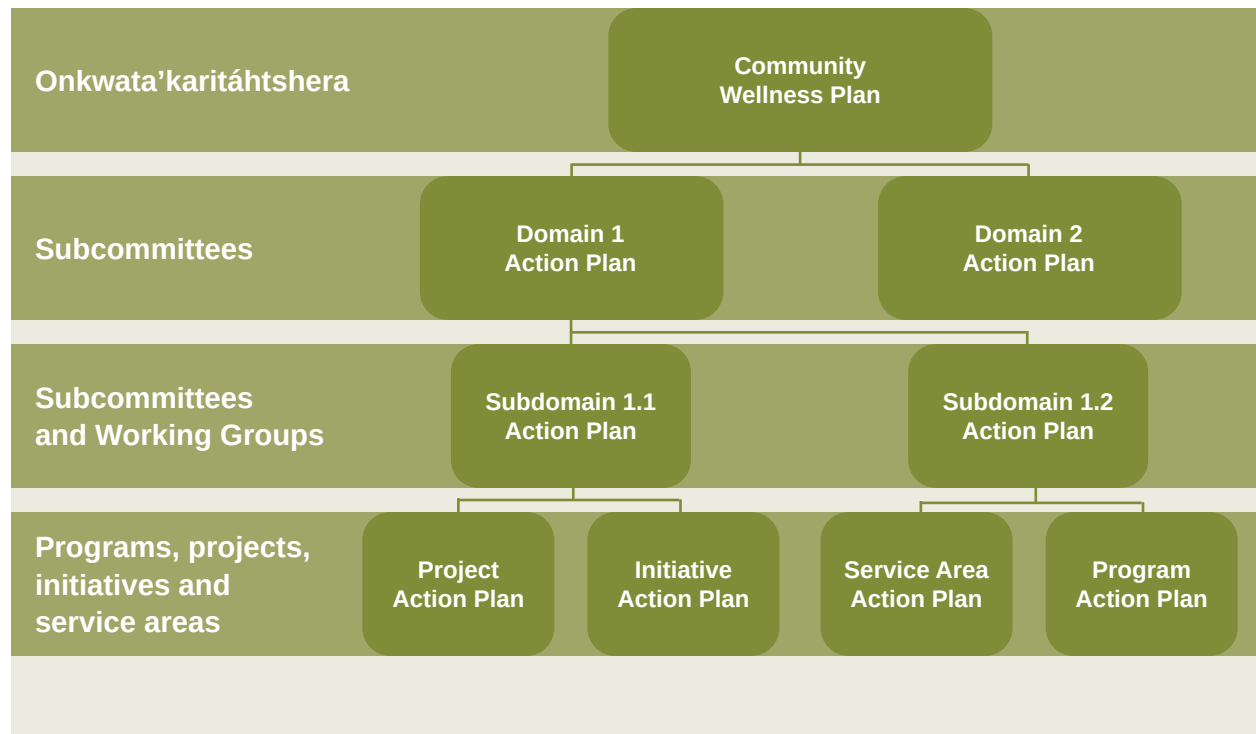 Onkwata’karitáhtshera
Community
Wellness Plan
Subcommittees
Domain 1
Action Plan
Domain 2
Action Plan
Subcommittees
and Working Groups
Subdomain 1.1
Action Plan
Subdomain 1.2
Action Plan
Programs, projects,
initiatives and
service areas
Project
Action Plan
Initiative
Action Plan
Service Area
Action Plan
Program
Action Plan